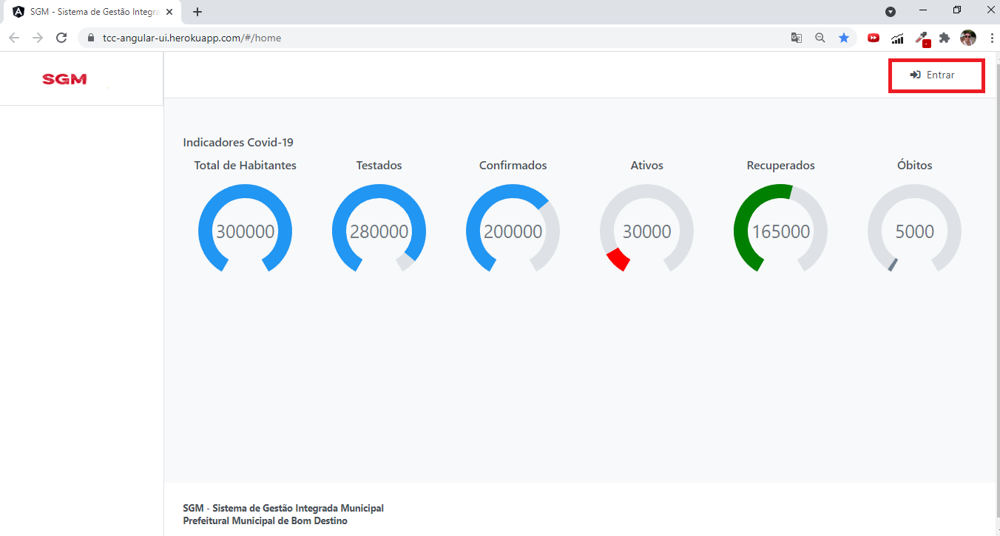 SGM - Sistema de Gestão Integra
tcc-angular-ui.herokuapp.com/#/home
SGM
Entrar
Indicadores Covid-19
Total de Habitantes
Testados
Confirmados
Ativos
Recuperados
Óbitos
300000
280000
200000
30000
165000
5000
SGM - Sistema de Gestão Integrada Municipal
Prefeitural Municipal de Bom Destino